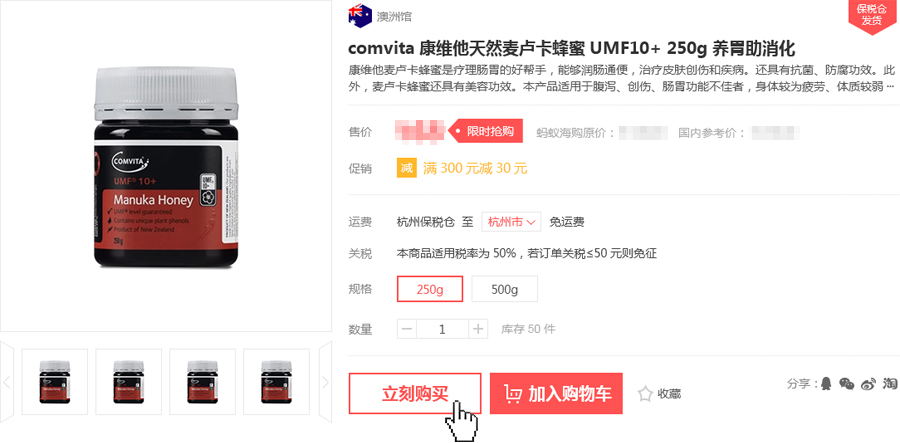 澳洲馆
保税仓
发货
comvita 康维他天然麦卢卡蜂蜜 UMF10+ 250g 养胃助消化
康维他麦卢卡蜂蜜是疗理肠胃的好帮手，能够润肠通便，治疗皮肤创伤和疾病。还具有抗菌、防腐功效。此
外，麦卢卡蜂蜜还具有美容功效。本产品适用于腹泻、创伤、肠胃功能不佳者，身体较为疲劳、体质较弱 ...
售价 限时抢购 蚂蚁海购原价： 国内参考价：
促销 减 满 300 元减 30 元
运费 杭州保税仓 至 杭州市 免运费
关税 本商品适用税率为 50%，若订单关税≤50 元则免征
规格 250g 500g
数量 1 库存 50 件
立刻购买 加入购物车 收藏 分享： 淘
COMVITA
UMF® 10+
Manuka Honey
UMF® level guaranteed
Contains unique plant phenols
Product of New Zealand
250 g
UMF